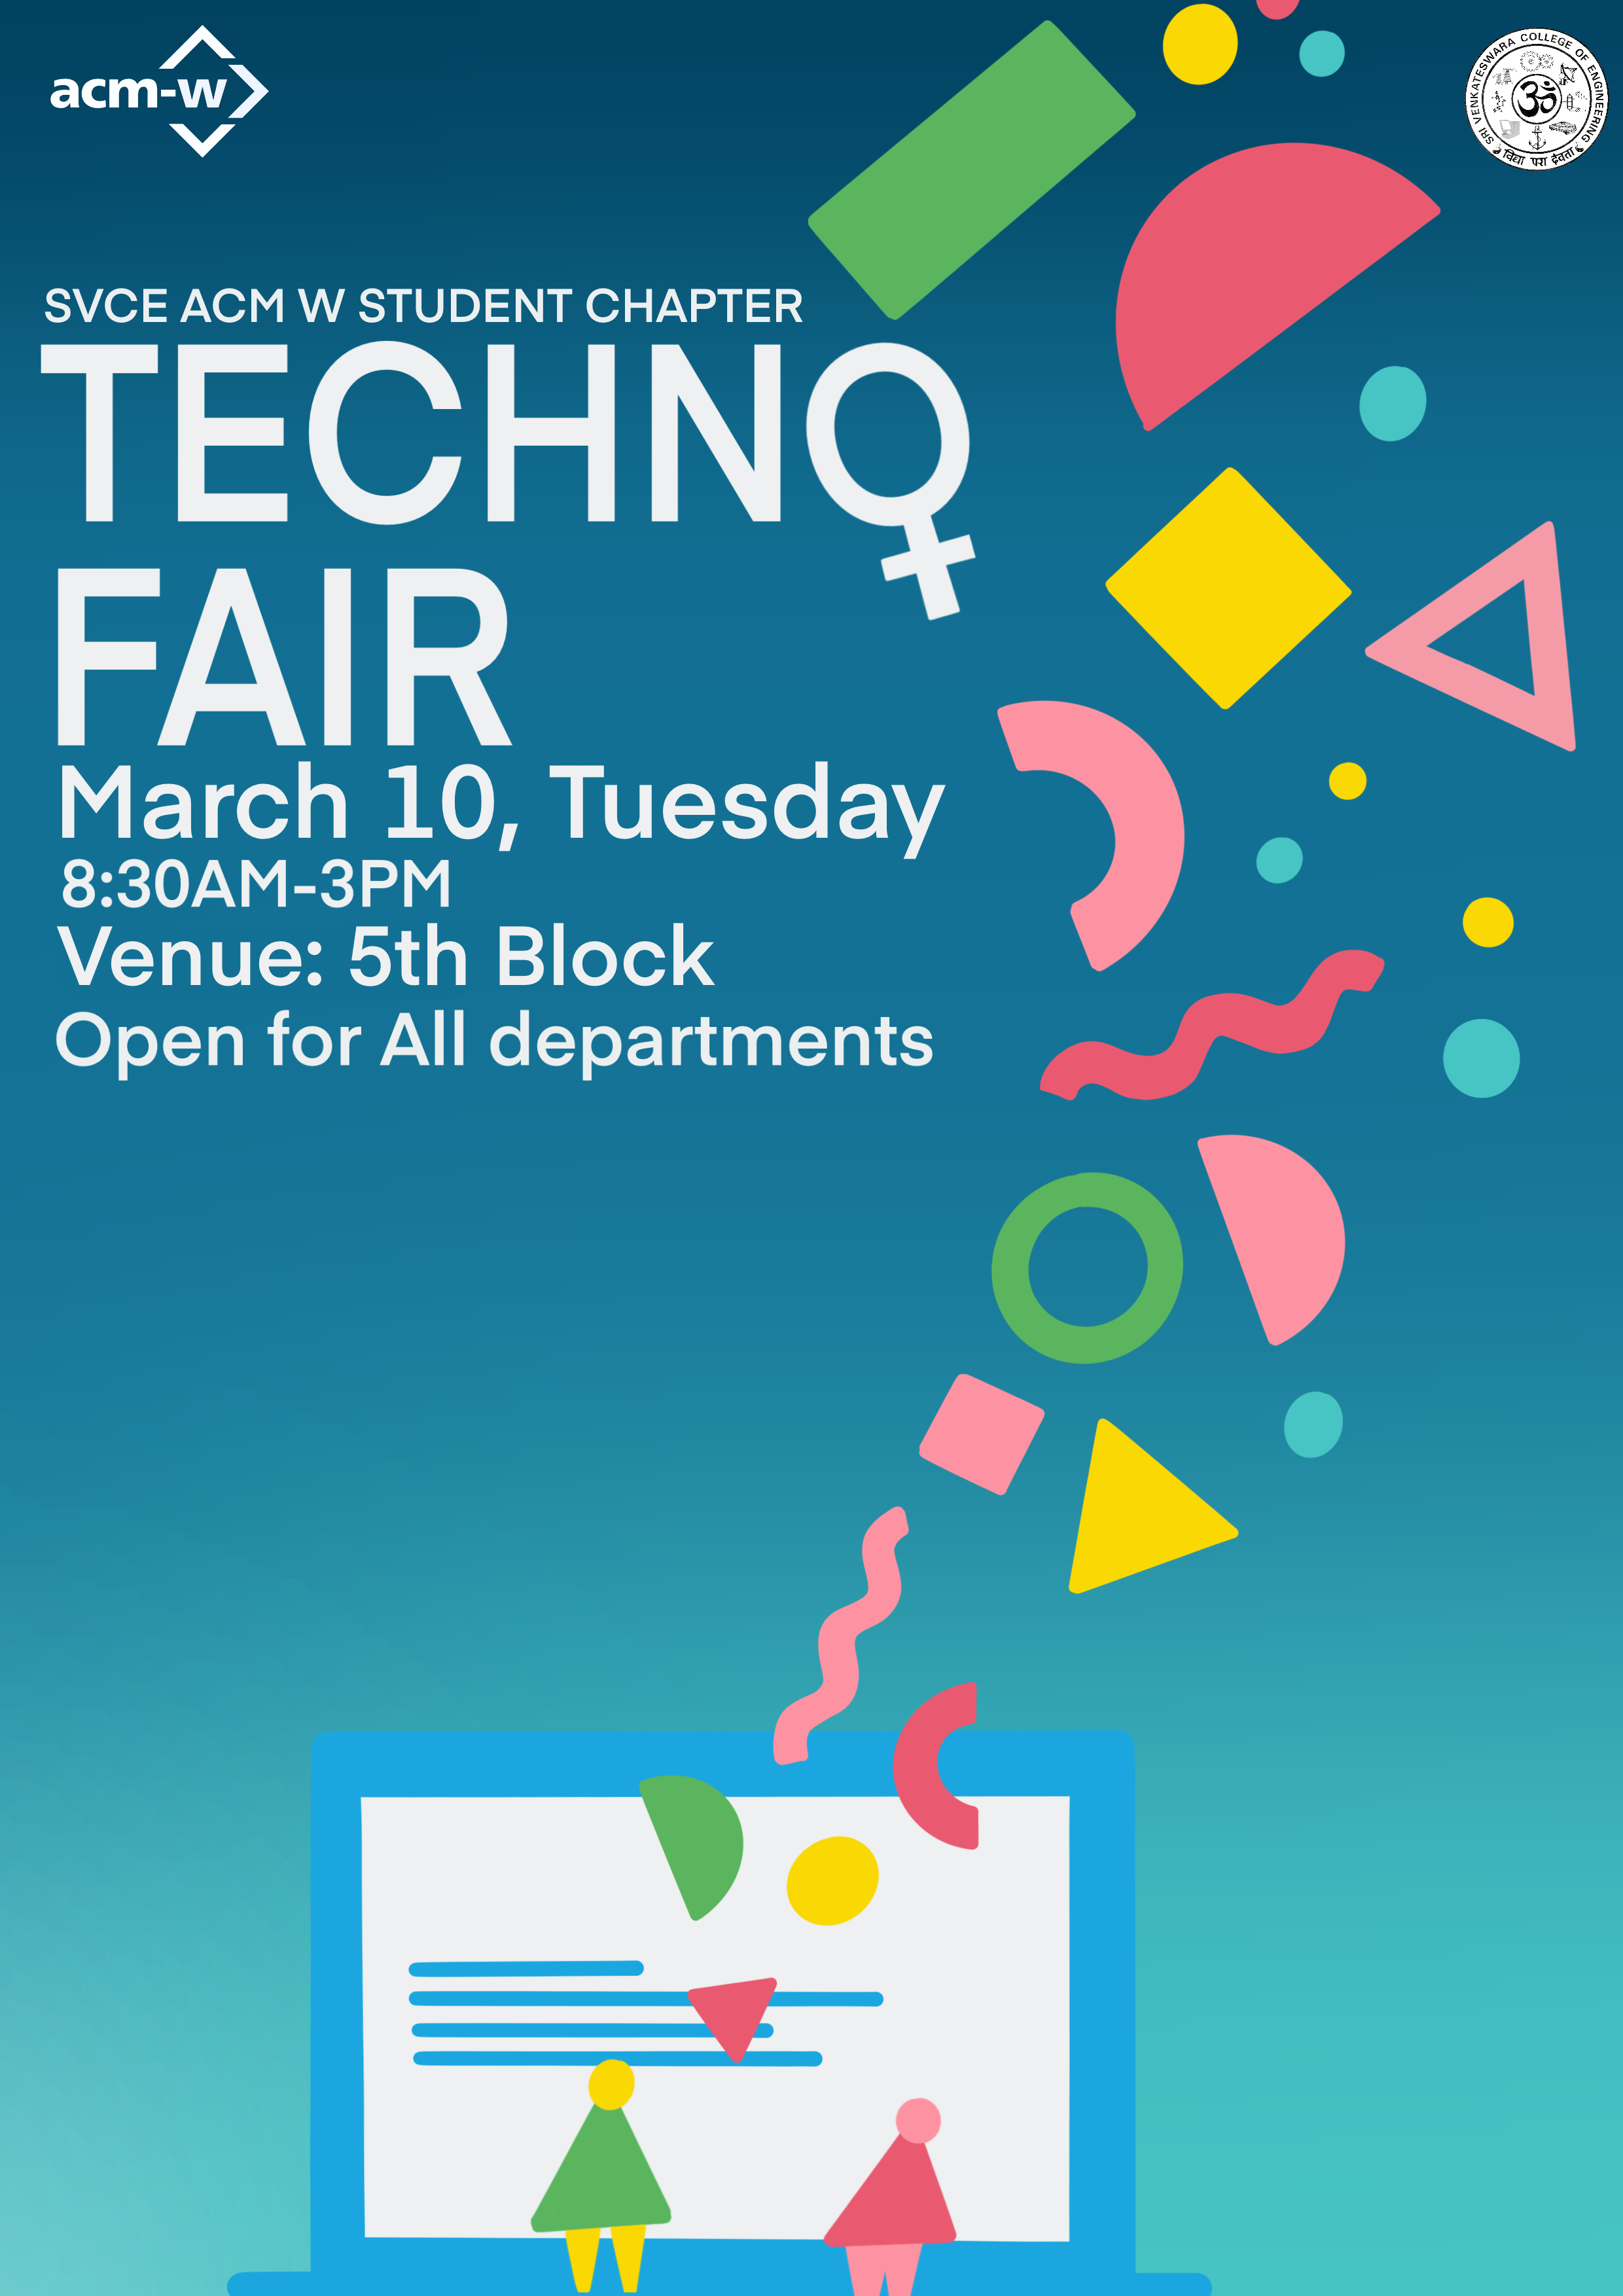 acm-w
SRI VENKATESWARA COLLEGE OF ENGINEERING
ॐ
विद्या परा देवता
SVCE ACM W STUDENT CHAPTER
TECHNO
FAIR
March 10, Tuesday
8:30AM-3PM
Venue: 5th Block
Open for All departments